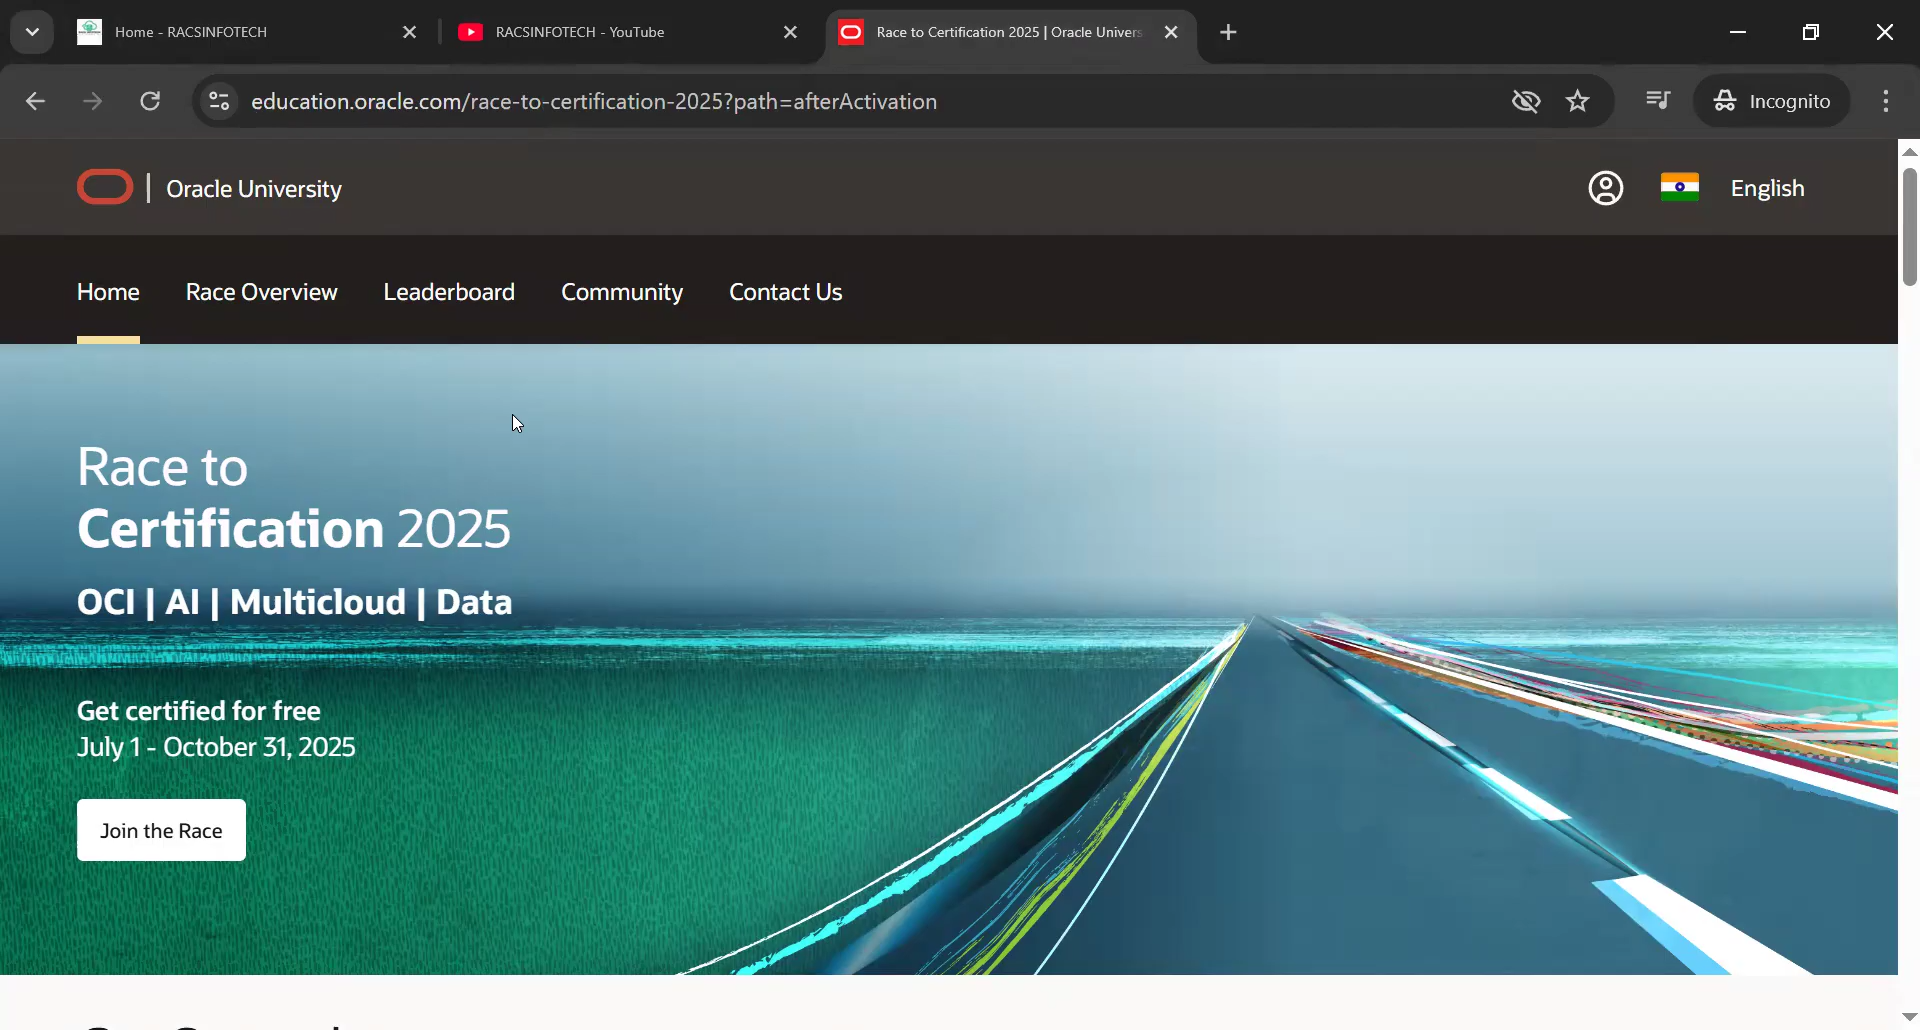 Home - RACSINFOTECH
RACSINFOTECH - YouTube
Race to Certification 2025 | Oracle Univers
education.oracle.com/race-to-certification-2025?path=afterActivation
Incognito
Oracle University
English
Home
Race Overview
Leaderboard
Community
Contact Us
Race to
Certification 2025
OCI | AI | Multicloud | Data
Get certified for free
July 1 - October 31, 2025
Join the Race